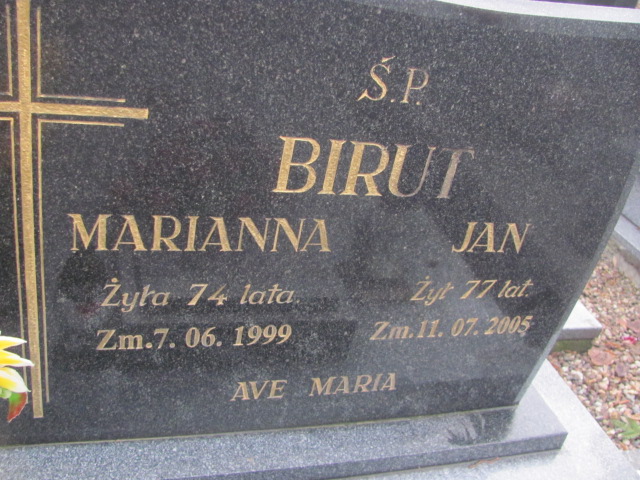 Ś.P.
BIRUT
MARIANNA JAN
Żyła 74 lata. Żył 77 lat.
Zm.7. 06. 1999 Zm.11. 07. 2005
AVE MARIA